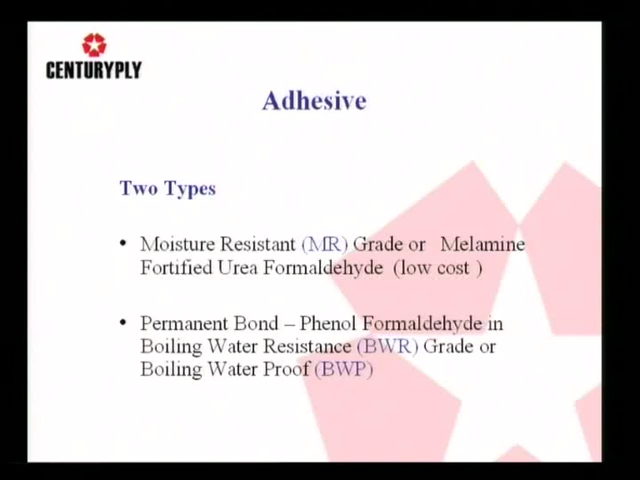 CENTURYPLY
Adhesive
Two Types
• Moisture Resistant (MR) Grade or Melamine
Fortified Urea Formaldehyde (low cost )
• Permanent Bond – Phenol Formaldehyde in
Boiling Water Resistance (BWR) Grade or
Boiling Water Proof (BWP)